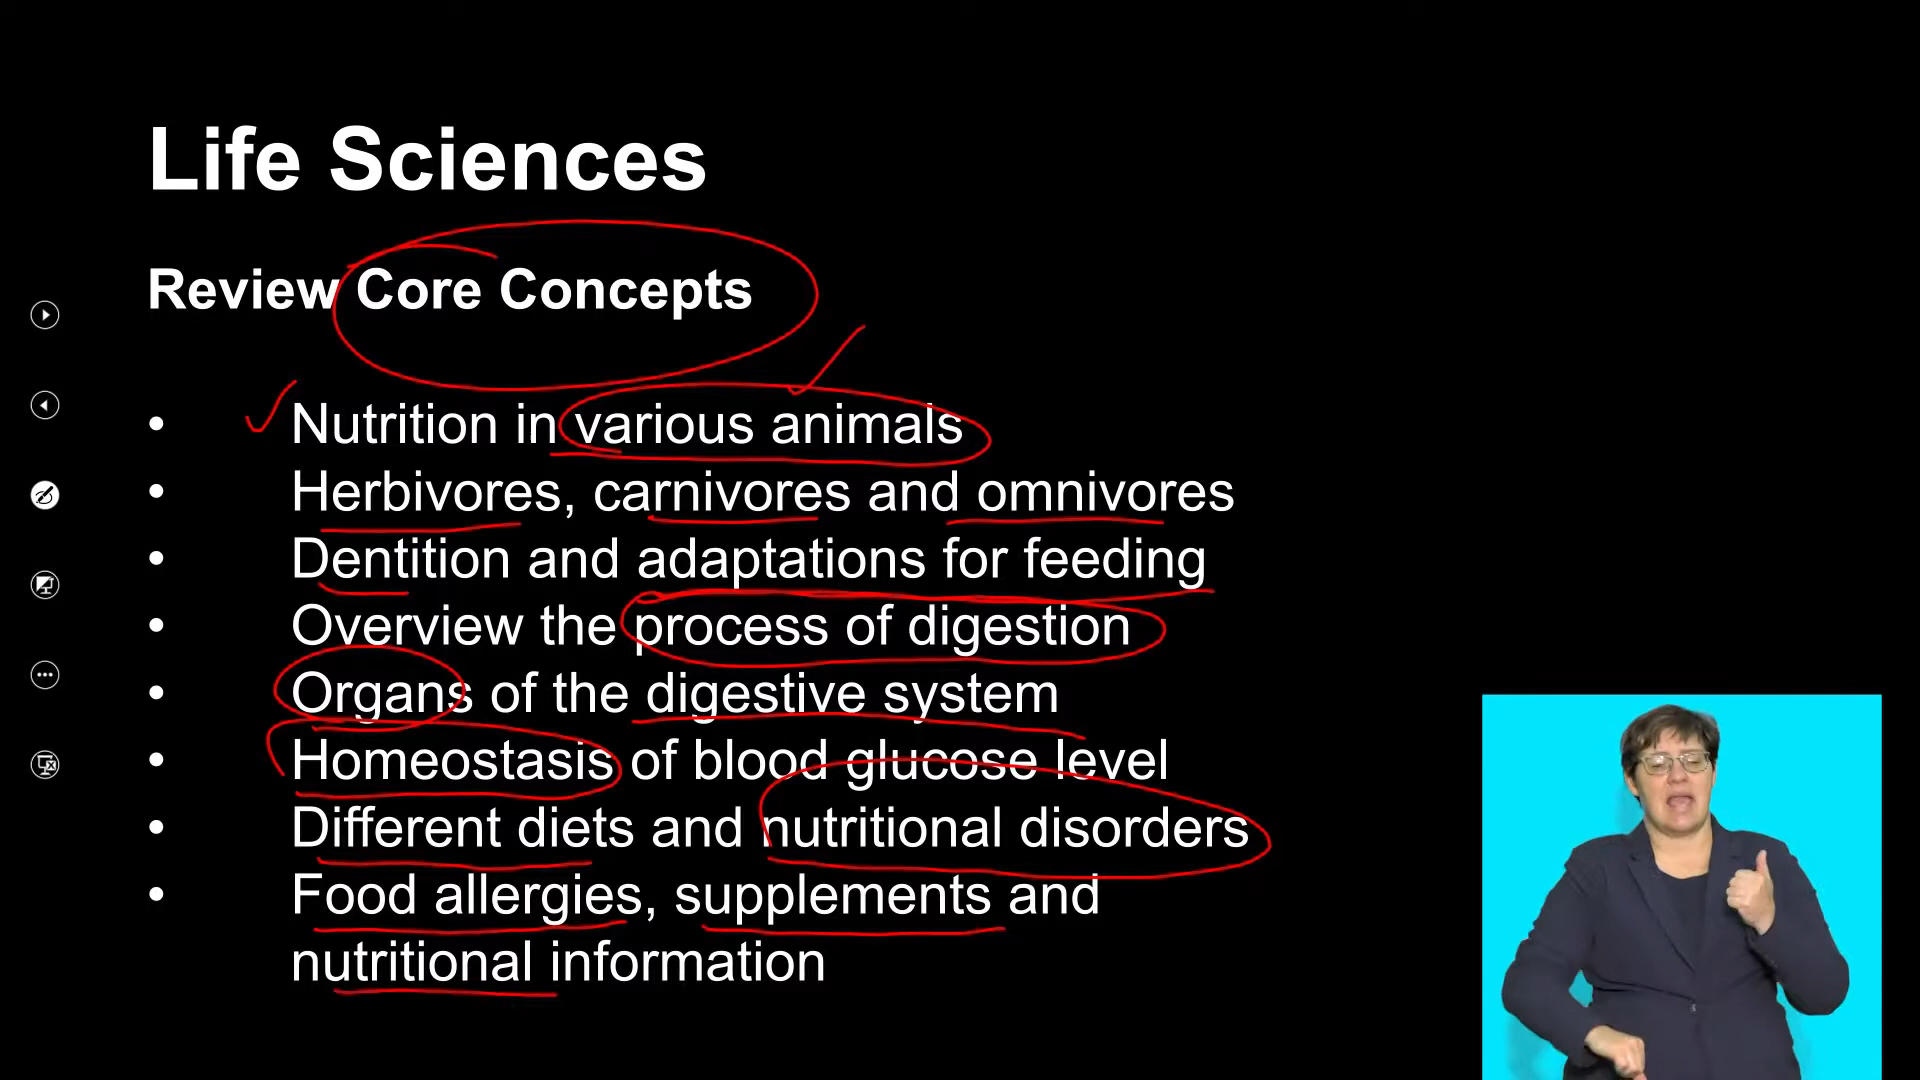 Life Sciences
Review Core Concepts
• Nutrition in various animals
• Herbivores, carnivores and omnivores
• Dentition and adaptations for feeding
• Overview the process of digestion
• Organs of the digestive system
• Homeostasis of blood glucose level
• Different diets and nutritional disorders
• Food allergies, supplements and
nutritional information